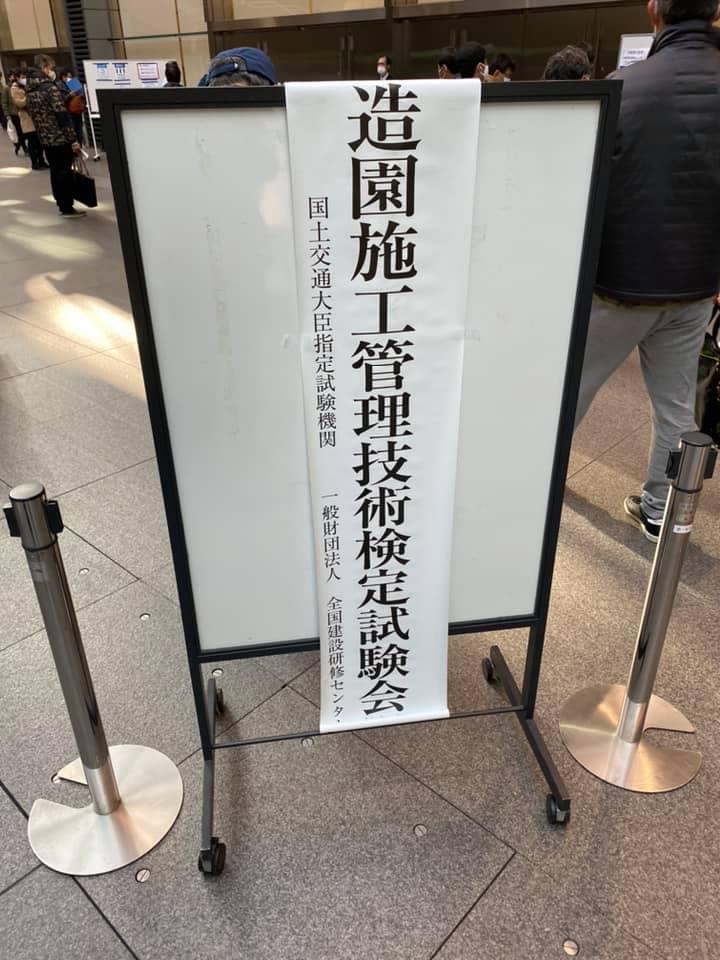 造園施工管理技術検定試験会
国土交通大臣指定試験機関 一般財団法人 全国建設研修センタ